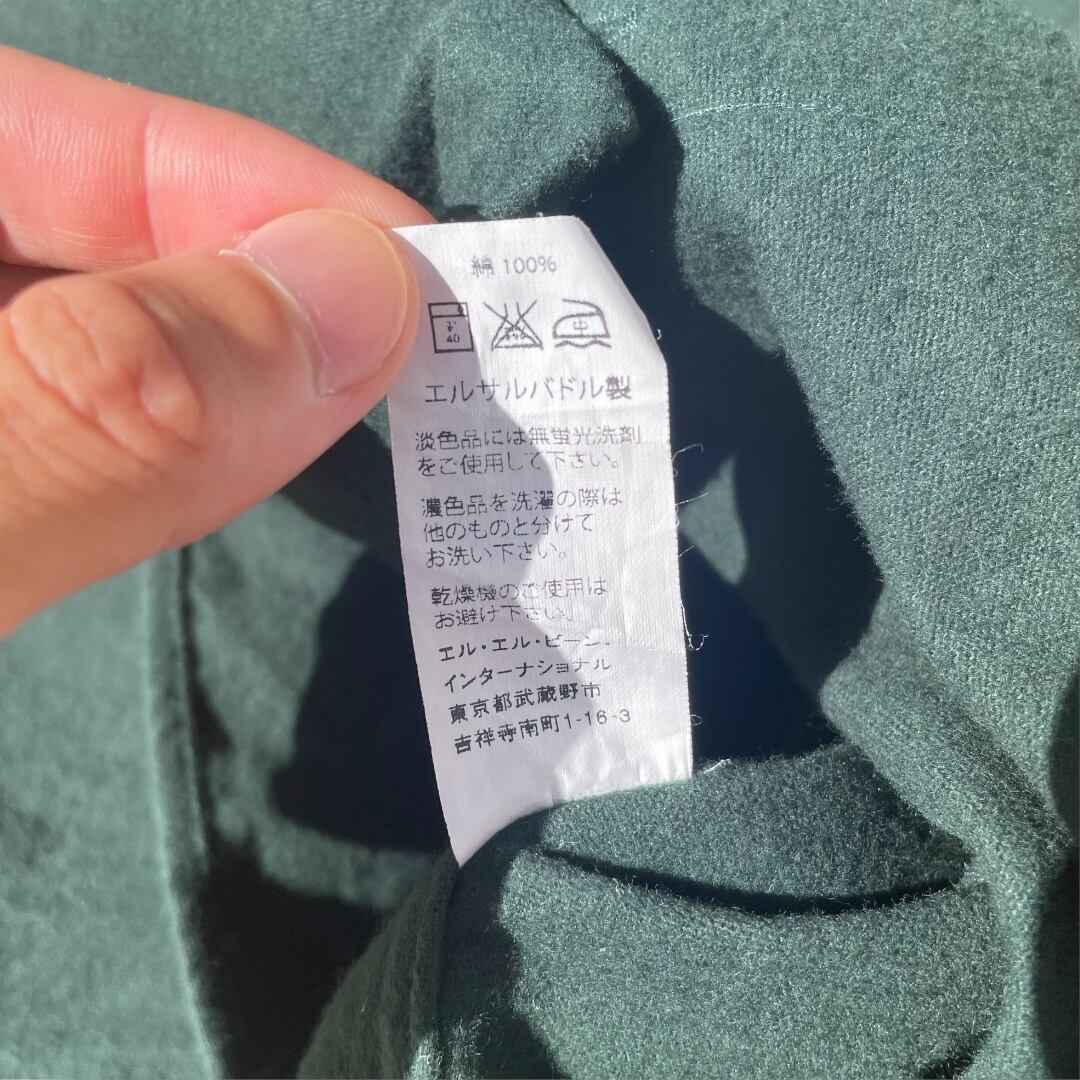 綿 100%
40
エルサルバドル製
淡色品には無蛍光洗剤
をご使用して下さい。
濃色品を洗濯の際は
他のものと分けて
お洗い下さい。
乾燥機のご使用は
お避け下さい。
エル・エル・ビーン・
インターナショナル
東京都武蔵野市
吉祥寺南町1-16-3